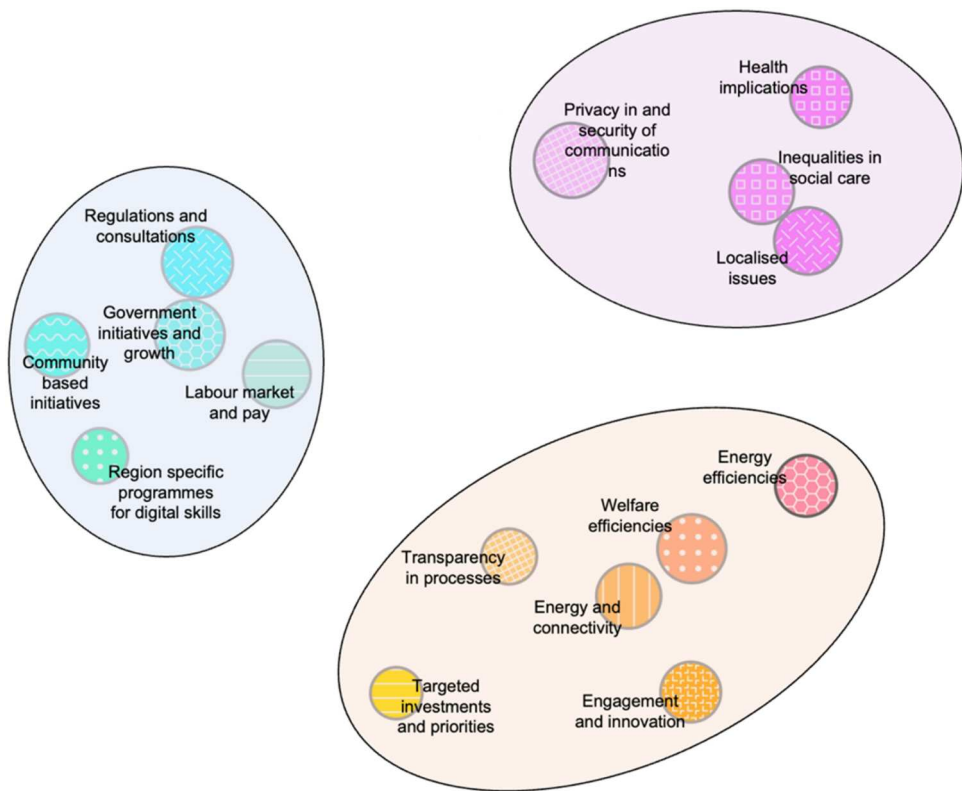 Health
implications
Privacy in and
security of
communicatio
ns
Inequalities in
social care
Localised
issues
Regulations and
consultations
Government
initiatives and
growth
Community
based
initiatives
Labour market
and pay
Region specific
programmes
for digital skills
Energy
efficiencies
Welfare
efficiencies
Transparency
in processes
Energy and
connectivity
Targeted
investments
and priorities
Engagement
and innovation